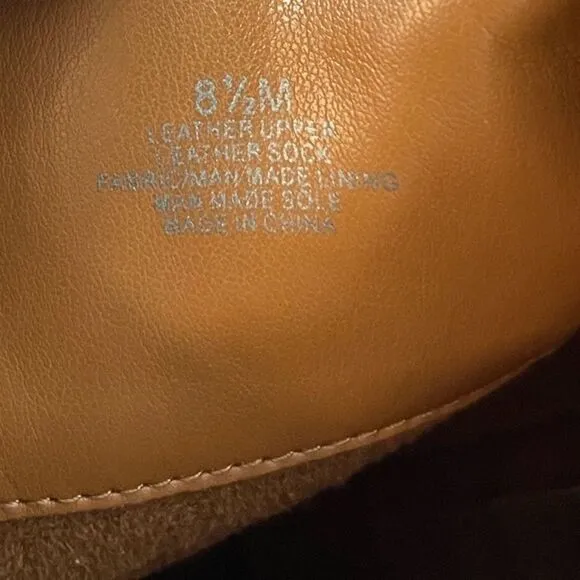 8½M
LEATHER UPPER
LEATHER SOCK
FABRIC/MAN MADE LINING
MAN MADE SOLE
MADE IN CHINA